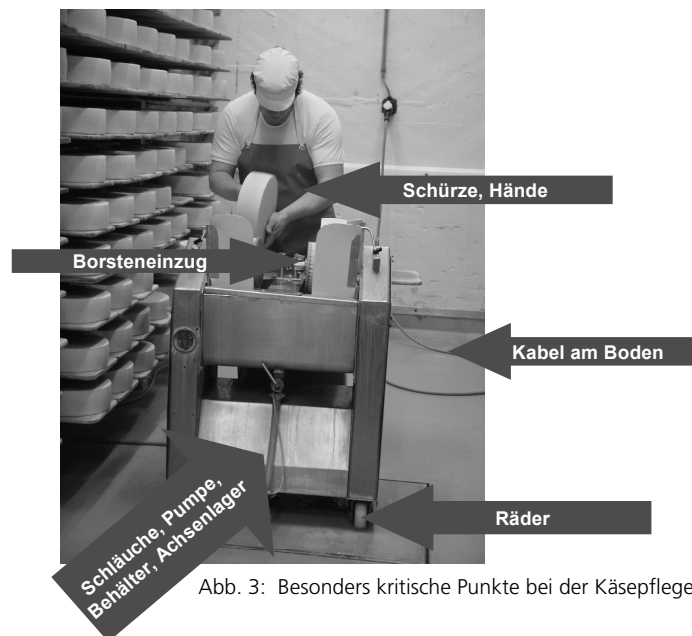 Schürze, Hände
Borsteneinzug
Kabel am Boden
Schläuche, Pumpe,
Behälter, Achsenlager
Räder
Abb. 3: Besonders kritische Punkte bei der Käsepflege